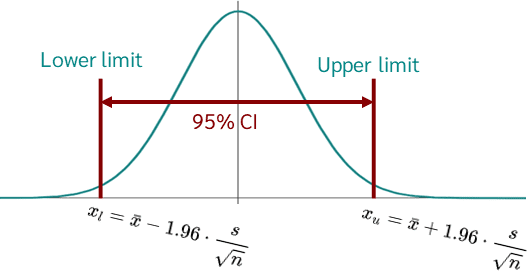 Lower limit
Upper limit
95% CI
x_l = x̄ − 1.96 · s/√n
x_u = x̄ + 1.96 · s/√n